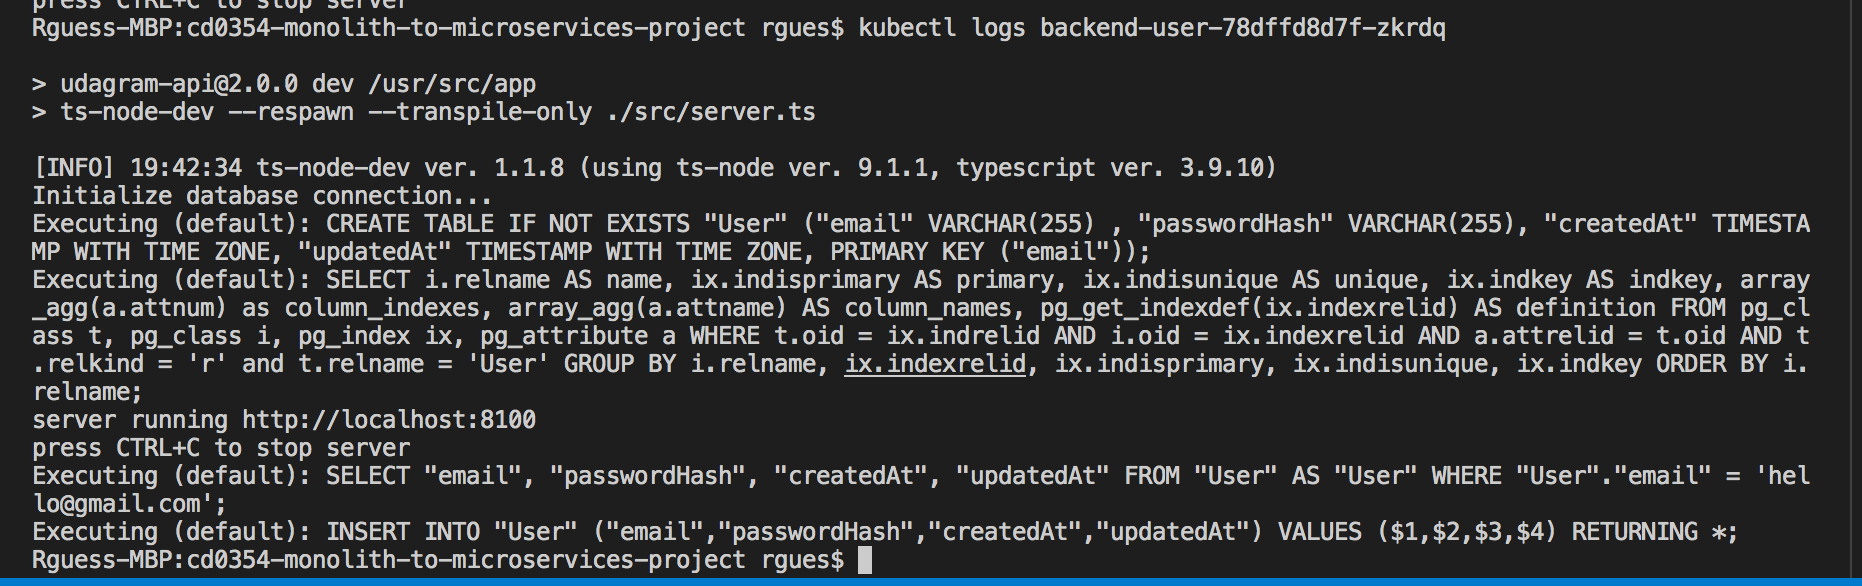 press CTRL+C to stop server
Rguess-MBP:cd0354-monolith-to-microservices-project rgues$ kubectl logs backend-user-78dffd8d7f-zkrdq
> udagram-api@2.0.0 dev /usr/src/app
> ts-node-dev --respawn --transpile-only ./src/server.ts
[INFO] 19:42:34 ts-node-dev ver. 1.1.8 (using ts-node ver. 9.1.1, typescript ver. 3.9.10)
Initialize database connection...
Executing (default): CREATE TABLE IF NOT EXISTS "User" ("email" VARCHAR(255) , "passwordHash" VARCHAR(255), "createdAt" TIMESTA
MP WITH TIME ZONE, "updatedAt" TIMESTAMP WITH TIME ZONE, PRIMARY KEY ("email"));
Executing (default): SELECT i.relname AS name, ix.indisprimary AS primary, ix.indisunique AS unique, ix.indkey AS indkey, array
_agg(a.attnum) as column_indexes, array_agg(a.attname) AS column_names, pg_get_indexdef(ix.indexrelid) AS definition FROM pg_cl
ass t, pg_class i, pg_index ix, pg_attribute a WHERE t.oid = ix.indrelid AND i.oid = ix.indexrelid AND a.attrelid = t.oid AND t
.relkind = 'r' and t.relname = 'User' GROUP BY i.relname, ix.indexrelid, ix.indisprimary, ix.indisunique, ix.indkey ORDER BY i.
relname;
server running http://localhost:8100
press CTRL+C to stop server
Executing (default): SELECT "email", "passwordHash", "createdAt", "updatedAt" FROM "User" AS "User" WHERE "User"."email" = 'hel
lo@gmail.com';
Executing (default): INSERT INTO "User" ("email","passwordHash","createdAt","updatedAt") VALUES ($1,$2,$3,$4) RETURNING *;
Rguess-MBP:cd0354-monolith-to-microservices-project rgues$